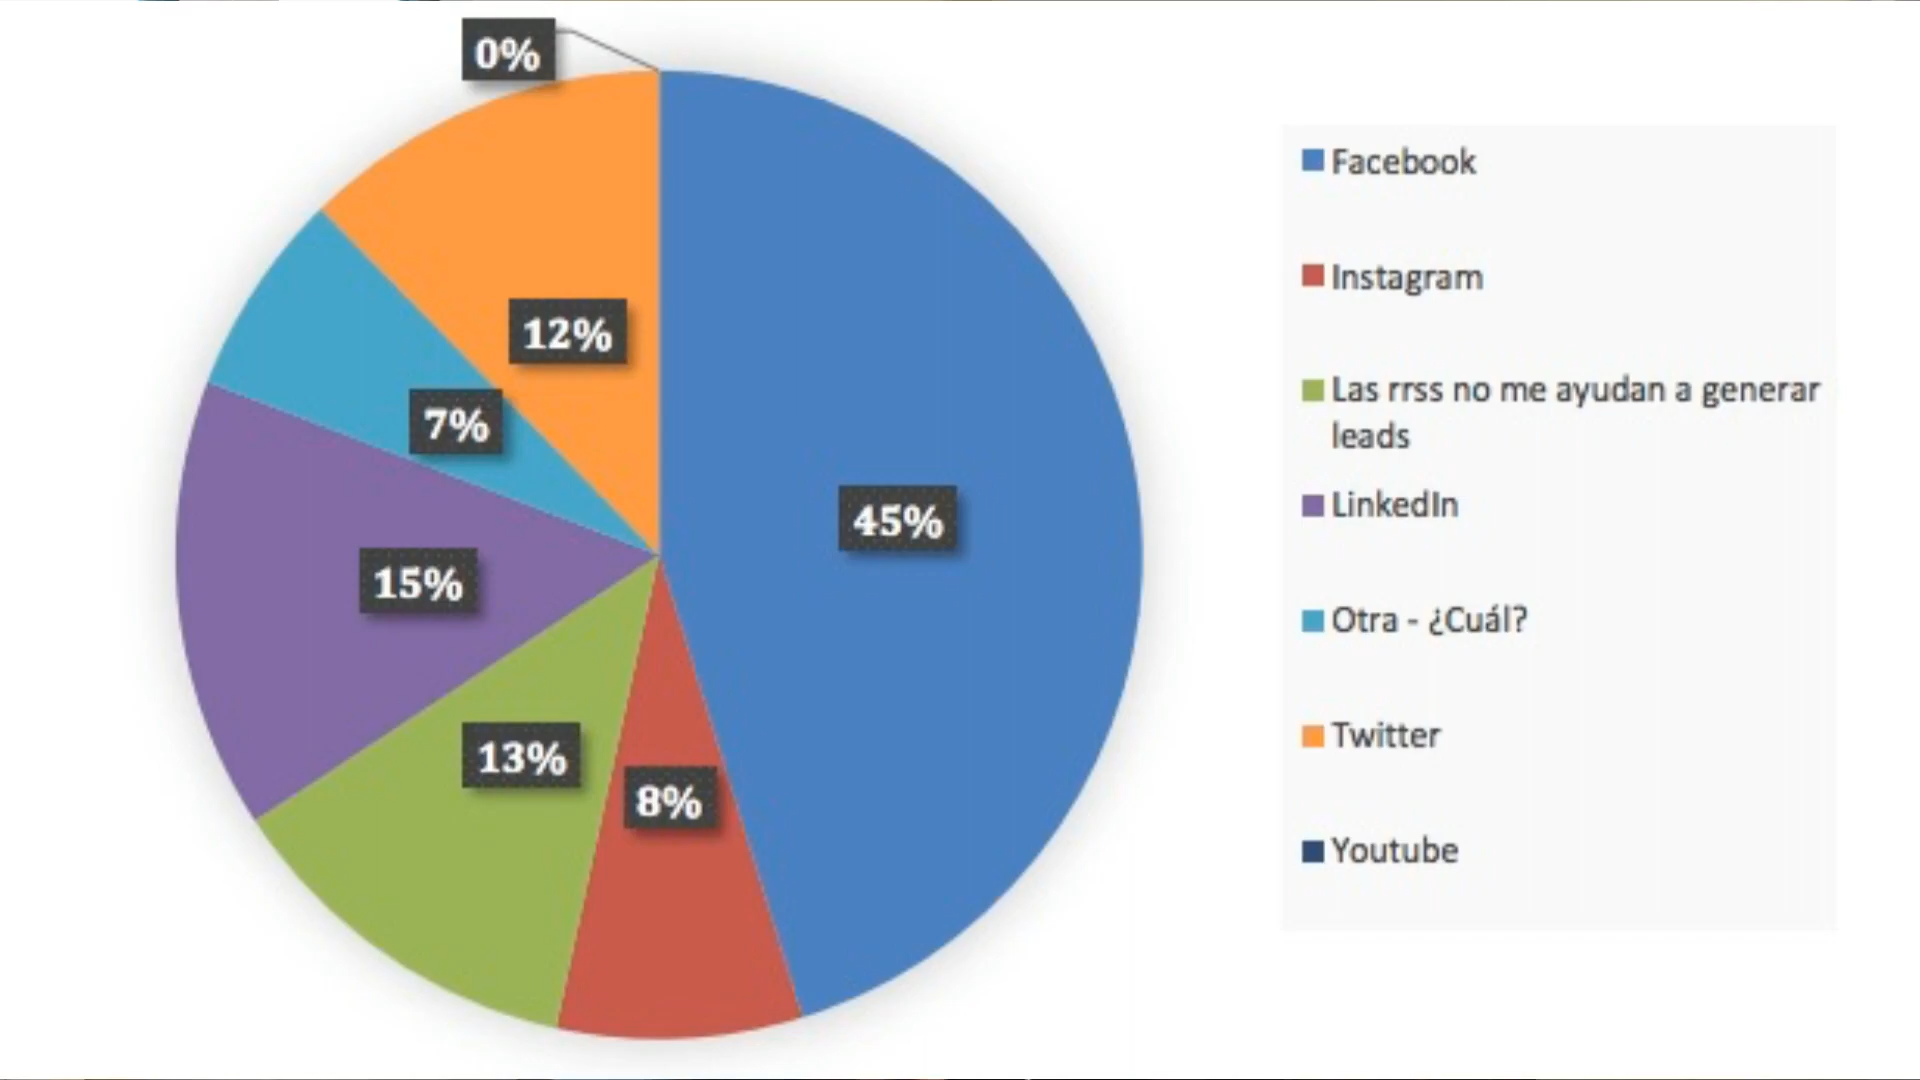 0%
12%
7%
45%
15%
13%
8%
Facebook
Instagram
Las rrss no me ayudan a generar
leads
LinkedIn
Otra - ¿Cuál?
Twitter
Youtube